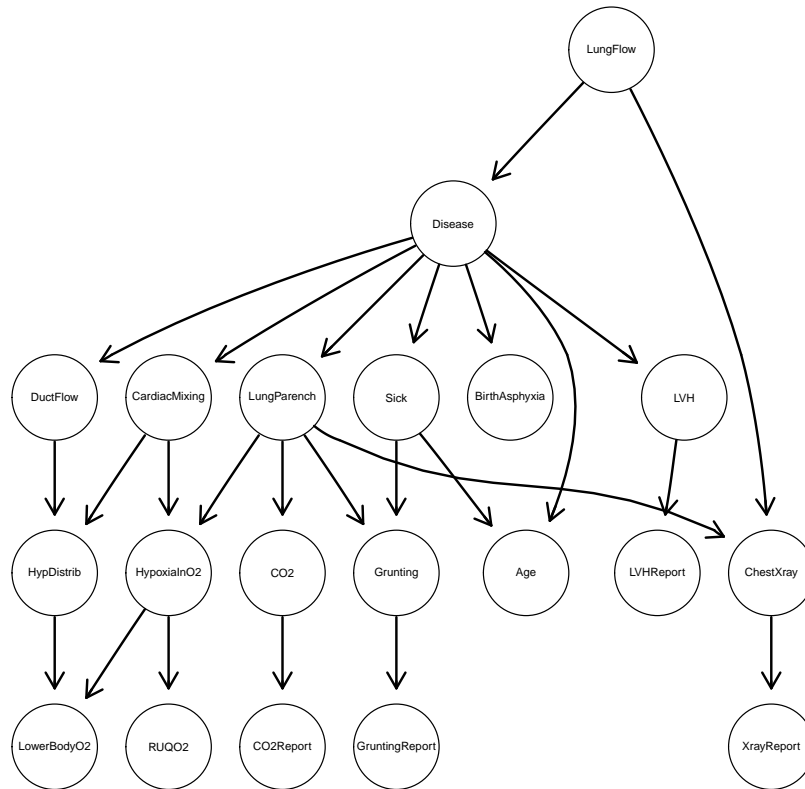 LungFlow
Disease
DuctFlow
CardiacMixing
LungParench
Sick
BirthAsphyxia
LVH
HypDistrib
HypoxiaInO2
CO2
Grunting
Age
LVHReport
ChestXray
LowerBodyO2
RUQO2
CO2Report
GruntingReport
XrayReport